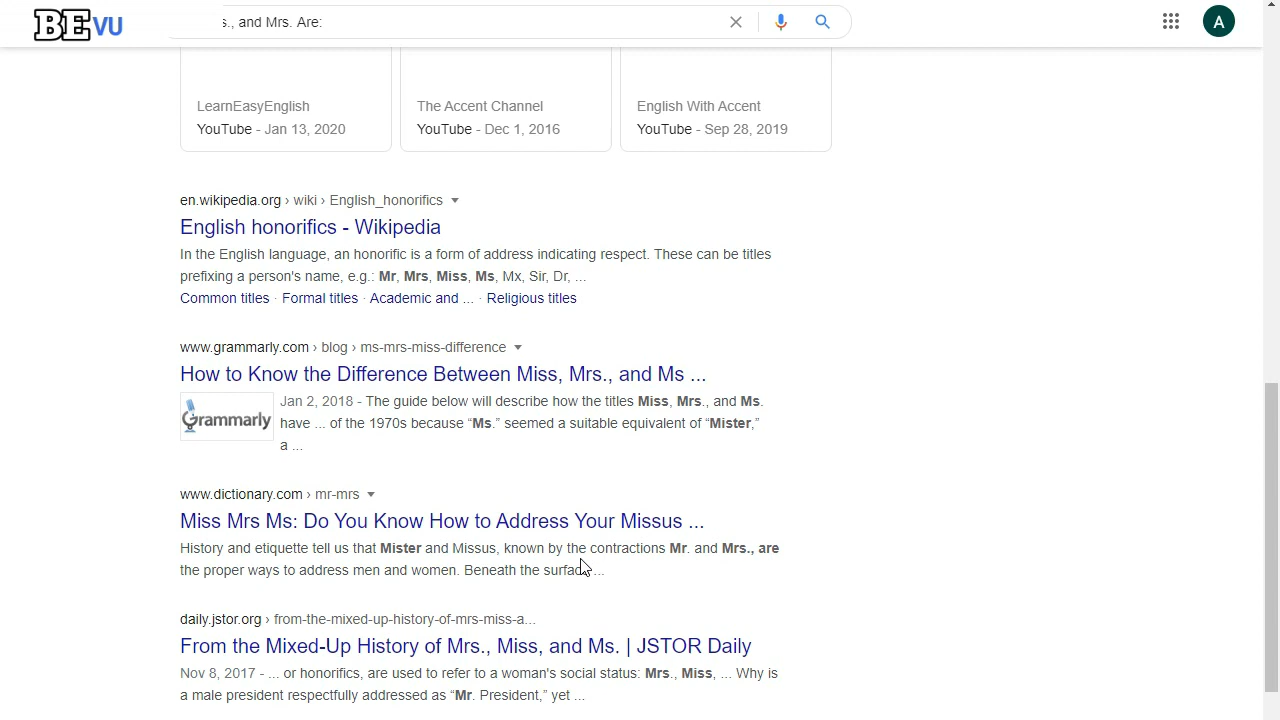 BEVU
s., and Mrs. Are:
A
LearnEasyEnglish
YouTube - Jan 13, 2020
The Accent Channel
YouTube - Dec 1, 2016
English With Accent
YouTube - Sep 28, 2019
en.wikipedia.org › wiki › English_honorifics
English honorifics - Wikipedia
In the English language, an honorific is a form of address indicating respect. These can be titles
prefixing a person's name, e.g.: Mr, Mrs, Miss, Ms, Mx, Sir, Dr, ...
Common titles · Formal titles · Academic and ... · Religious titles
www.grammarly.com › blog › ms-mrs-miss-difference
How to Know the Difference Between Miss, Mrs., and Ms ...
Grammarly
Jan 2, 2018 - The guide below will describe how the titles Miss, Mrs., and Ms.
have ... of the 1970s because “Ms.” seemed a suitable equivalent of “Mister,”
a ...
www.dictionary.com › mr-mrs
Miss Mrs Ms: Do You Know How to Address Your Missus ...
History and etiquette tell us that Mister and Missus, known by the contractions Mr. and Mrs., are
the proper ways to address men and women. Beneath the surface ...
daily.jstor.org › from-the-mixed-up-history-of-mrs-miss-a...
From the Mixed-Up History of Mrs., Miss, and Ms. | JSTOR Daily
Nov 8, 2017 - ... or honorifics, are used to refer to a woman's social status: Mrs., Miss, ... Why is
a male president respectfully addressed as “Mr. President,” yet ...